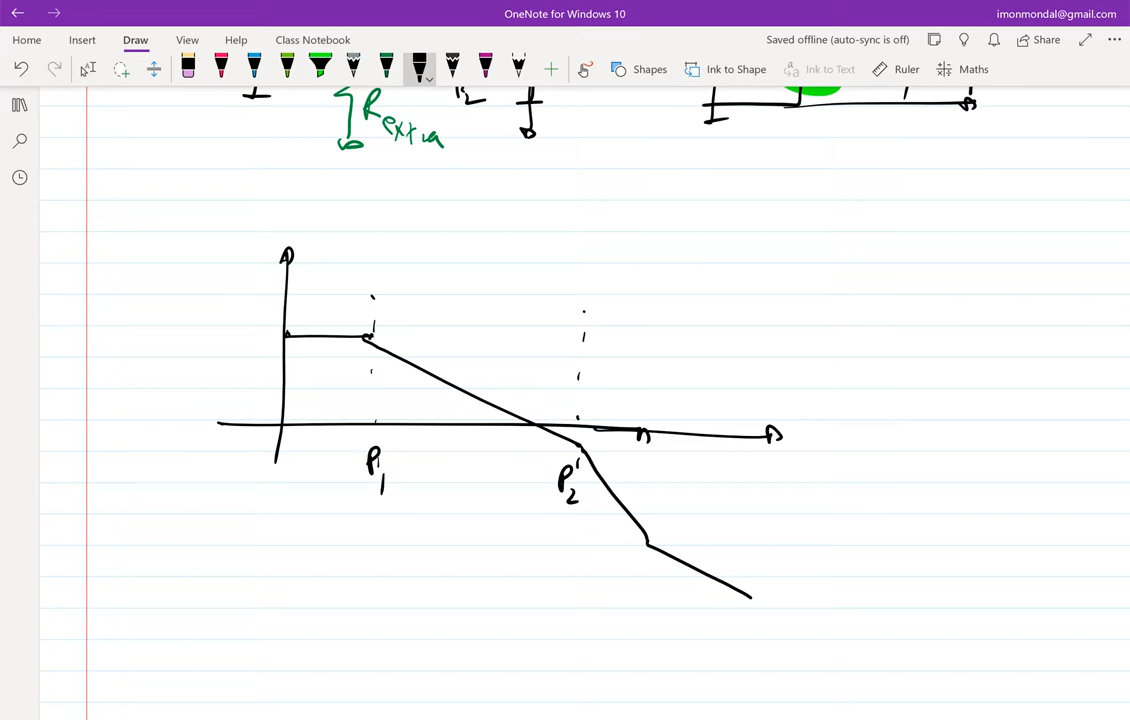 OneNote for Windows 10
imonmondal@gmail.com
Home Insert Draw View Help Class Notebook
Saved offline (auto-sync is off) Share
Shapes Ink to Shape Ink to Text Ruler Maths
R extra
P1
P2